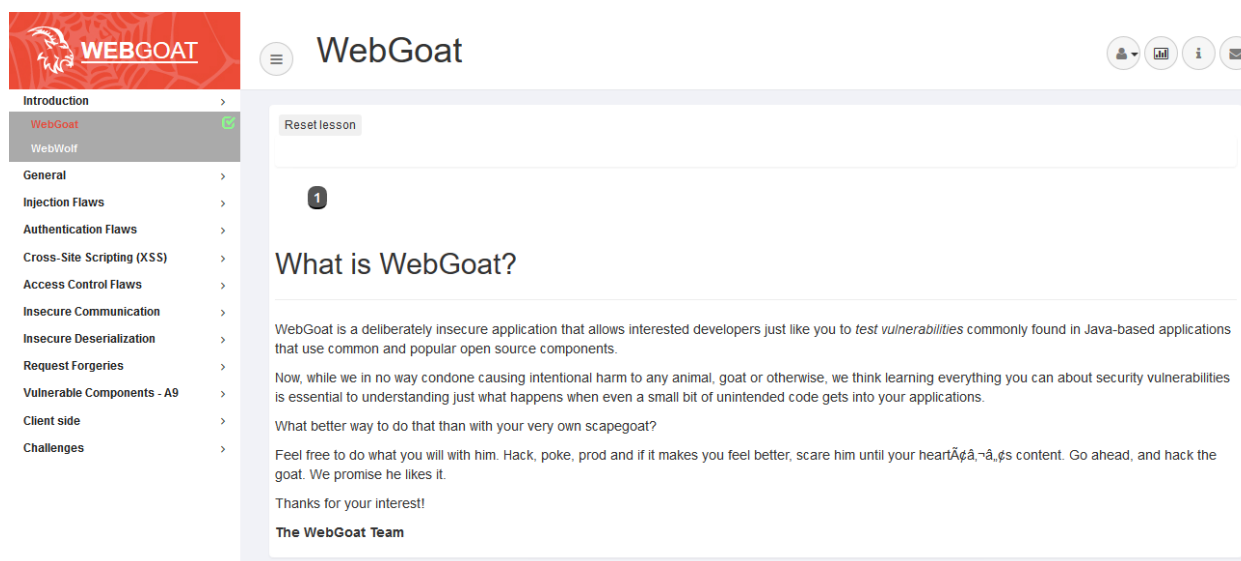 WEBGOAT
WebGoat
Introduction
WebGoat
WebWolf
General
Injection Flaws
Authentication Flaws
Cross-Site Scripting (XSS)
Access Control Flaws
Insecure Communication
Insecure Deserialization
Request Forgeries
Vulnerable Components - A9
Client side
Challenges
Reset lesson
1
What is WebGoat?
WebGoat is a deliberately insecure application that allows interested developers just like you to test vulnerabilities commonly found in Java-based applications
that use common and popular open source components.
Now, while we in no way condone causing intentional harm to any animal, goat or otherwise, we think learning everything you can about security vulnerabilities
is essential to understanding just what happens when even a small bit of unintended code gets into your applications.
What better way to do that than with your very own scapegoat?
Feel free to do what you will with him. Hack, poke, prod and if it makes you feel better, scare him until your heartÃ¢â‚¬â„¢s content. Go ahead, and hack the
goat. We promise he likes it.
Thanks for your interest!
The WebGoat Team